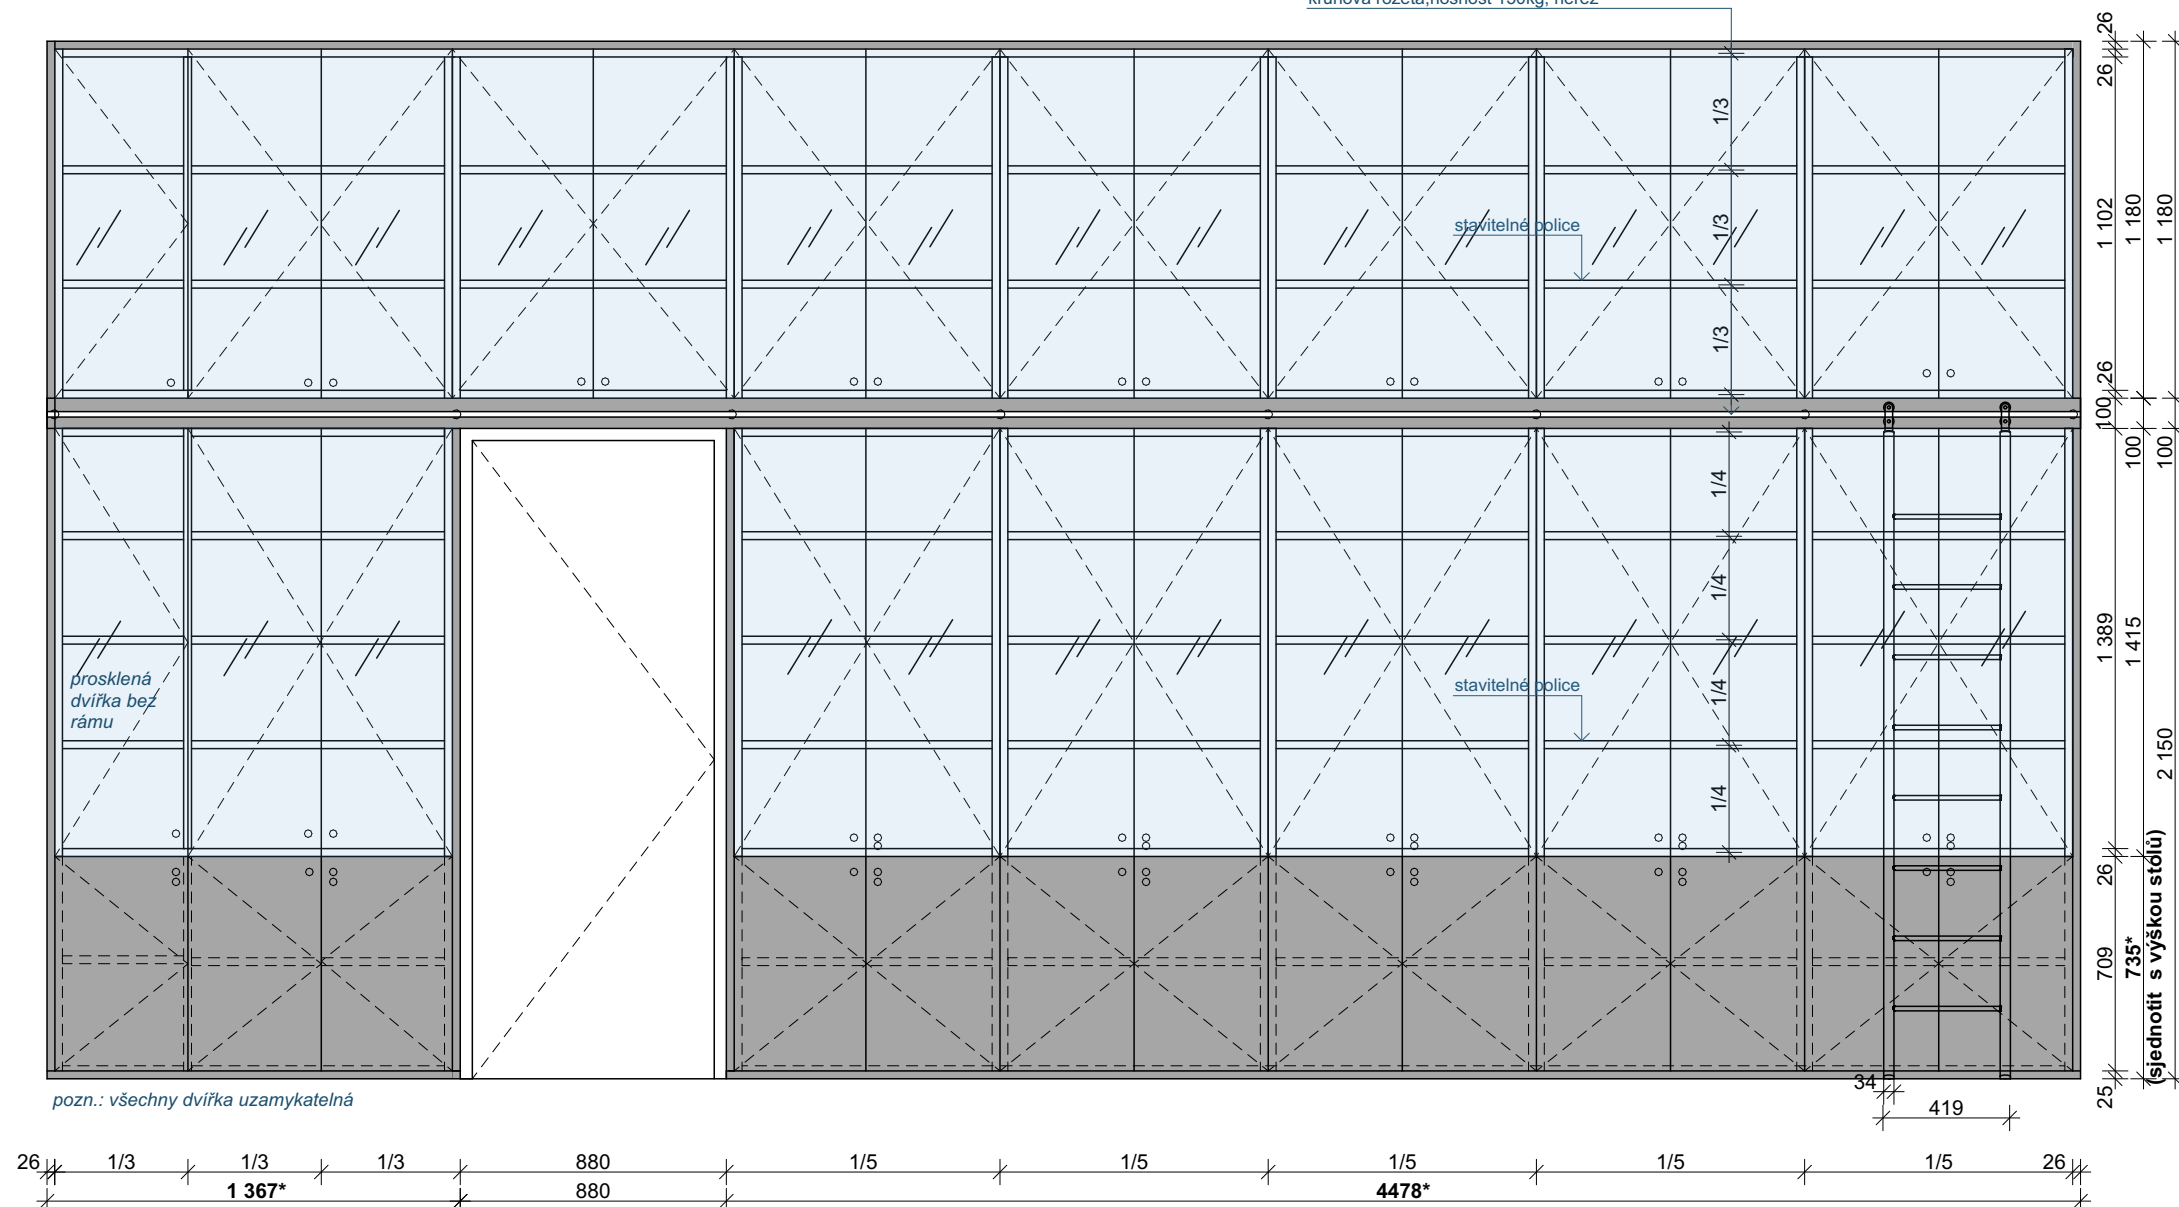 26
26
1/3
1 102
1 180
1 180
1/3
stavitelné police
1/3
26
100
100
100
1/4
1/4
1 389
1 415
prosklená
dvířka bez
rámu
stavitelné police
1/4
2 150
1/4
26
709
735*
(sjednotit s výškou stolů)
25
34
419
pozn.: všechny dvířka uzamykatelná
26 1/3 1/3 1/3 880 1/5 1/5 1/5 1/5 1/5 26
1 367* 880 4478*